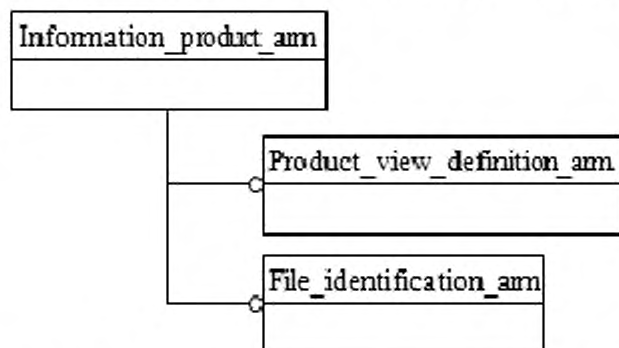 Information_product_arm
Product_view_definition_arm
File_identification_arm